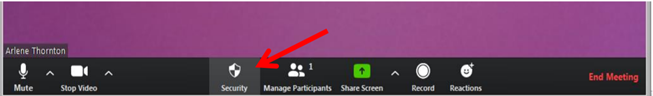 Arlene Thornton
1
Mute Stop Video Security Manage Participants Share Screen Record Reactions End Meeting